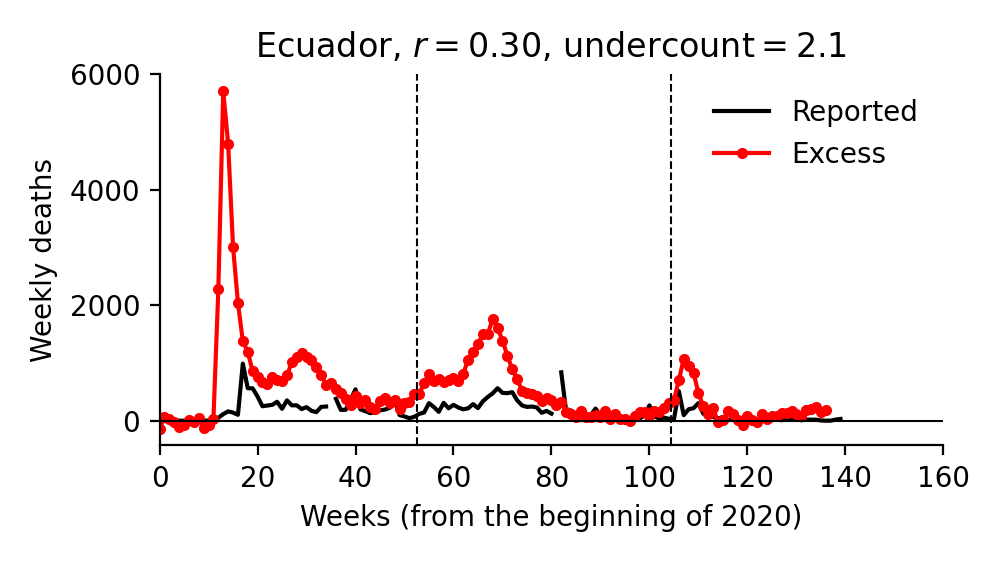 Ecuador, r = 0.30, undercount = 2.1
6000
4000
2000
0
Weekly deaths
Reported
Excess
0 20 40 60 80 100 120 140 160
Weeks (from the beginning of 2020)